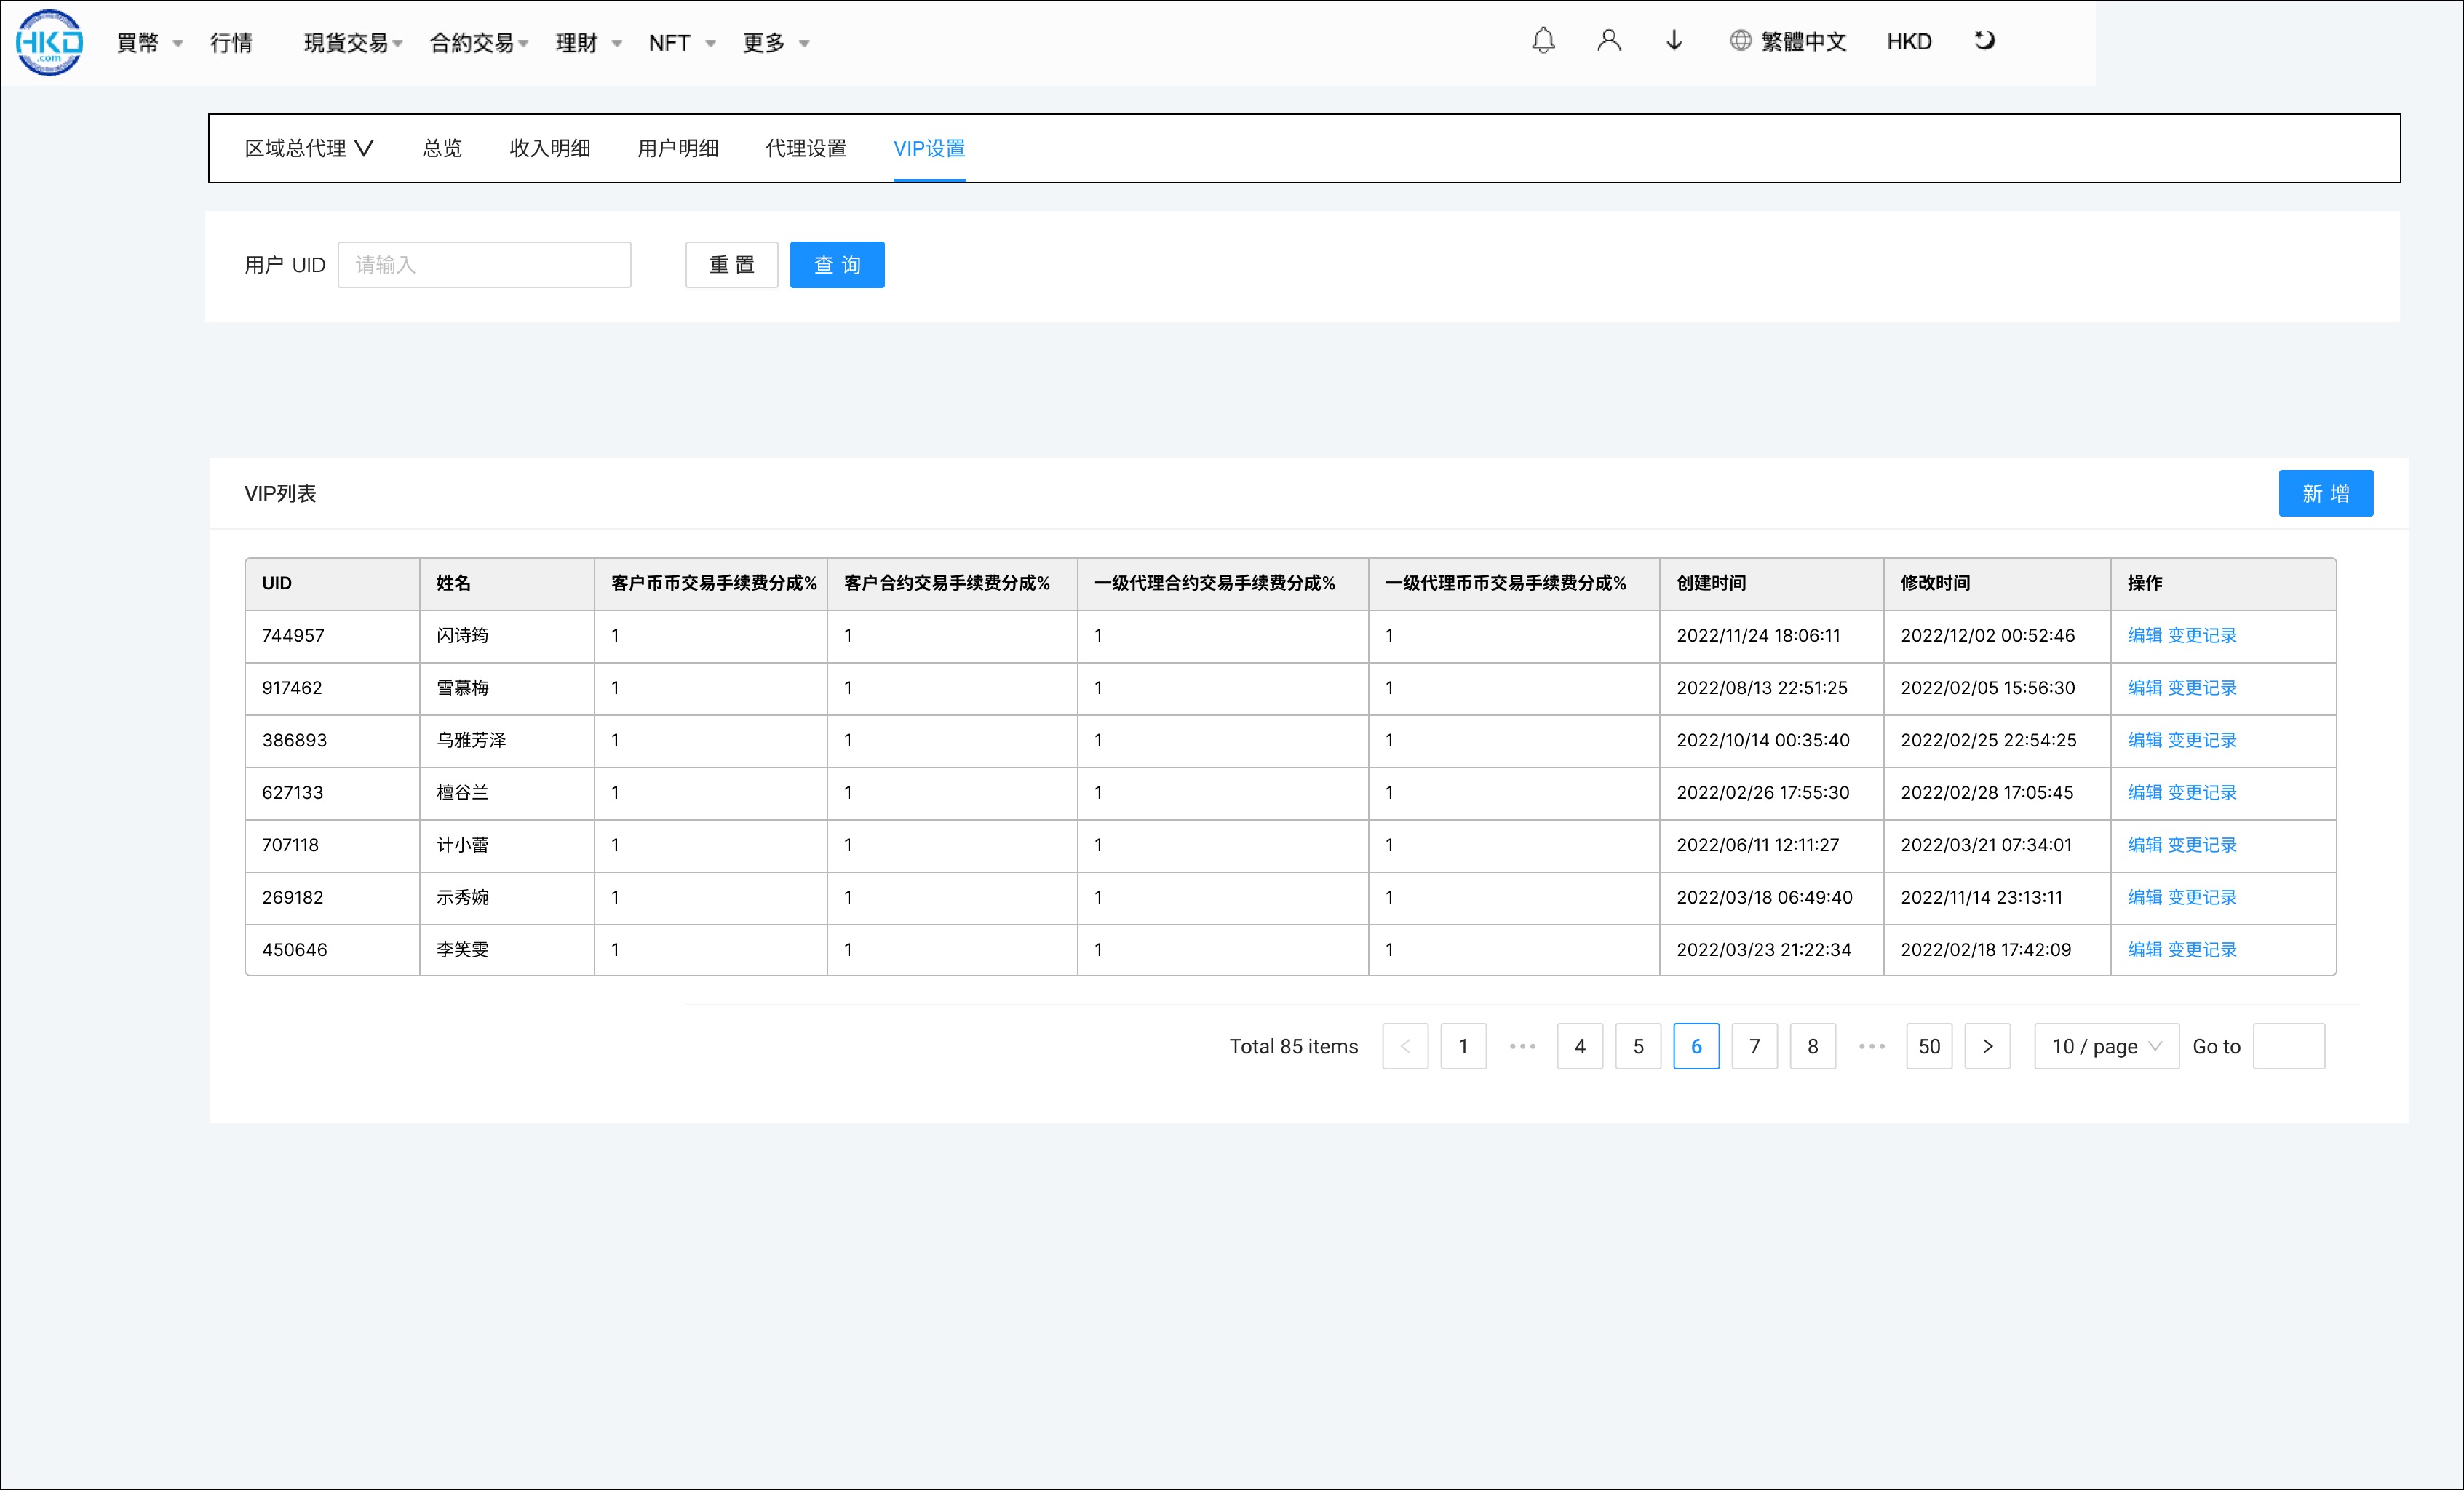 HKD
.com
買幣 行情 現貨交易 合約交易 理財 NFT 更多 繁體中文 HKD
区域总代理 总览 收入明细 用户明细 代理设置 VIP设置
用户 UID 请输入 重 置 查 询
VIP列表 新 增
UID 姓名 客户币币交易手续费分成% 客户合约交易手续费分成% 一级代理合约交易手续费分成% 一级代理币币交易手续费分成% 创建时间 修改时间 操作
744957 闪诗筠 1 1 1 1 2022/11/24 18:06:11 2022/12/02 00:52:46 编辑 变更记录
917462 雪慕梅 1 1 1 1 2022/08/13 22:51:25 2022/02/05 15:56:30 编辑 变更记录
386893 乌雅芳泽 1 1 1 1 2022/10/14 00:35:40 2022/02/25 22:54:25 编辑 变更记录
627133 檀谷兰 1 1 1 1 2022/02/26 17:55:30 2022/02/28 17:05:45 编辑 变更记录
707118 计小蕾 1 1 1 1 2022/06/11 12:11:27 2022/03/21 07:34:01 编辑 变更记录
269182 示秀婉 1 1 1 1 2022/03/18 06:49:40 2022/11/14 23:13:11 编辑 变更记录
450646 李笑雯 1 1 1 1 2022/03/23 21:22:34 2022/02/18 17:42:09 编辑 变更记录
Total 85 items < 1 ••• 4 5 6 7 8 ••• 50 > 10 / page Go to